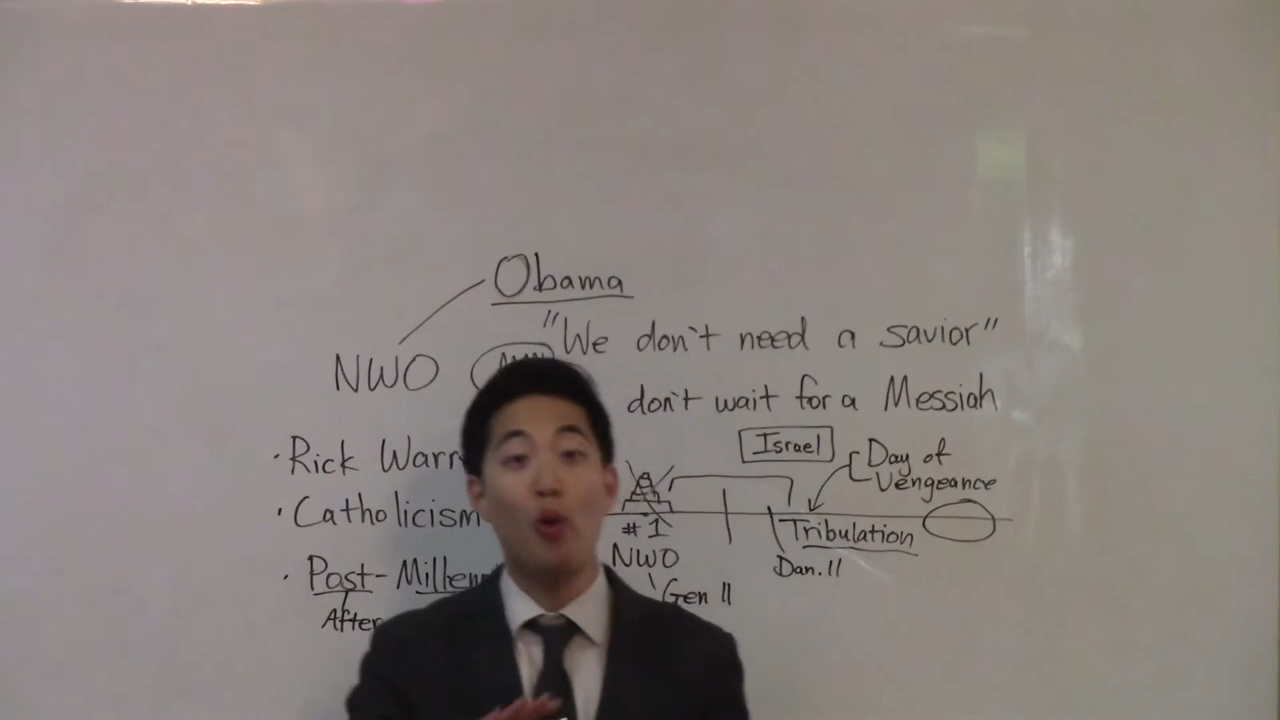 Obama
"We don't need a savior"
NWO
don't wait for a Messiah
· Rick Warr
Israel
Day of
Vengeance
· Catholicism
#1
Tribulation
NWO
Dan. 11
· Post-Millen
Gen 11
After